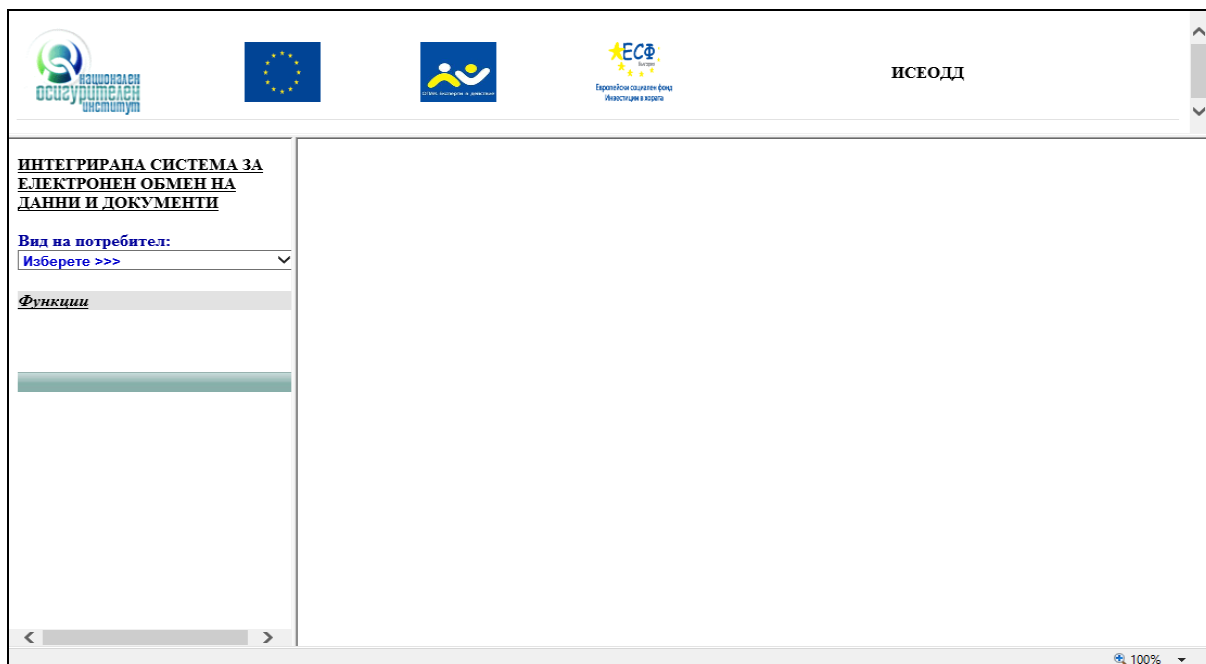 национален
осигурителен
институт
ЕСФ
България
Европейски социален фонд
Инвестиции в хората
ИСЕОДД
ИНТЕГРИРАНА СИСТЕМА ЗА
ЕЛЕКТРОНЕН ОБМЕН НА
ДАННИ И ДОКУМЕНТИ
Вид на потребител:
Изберете >>>
Функции
100%